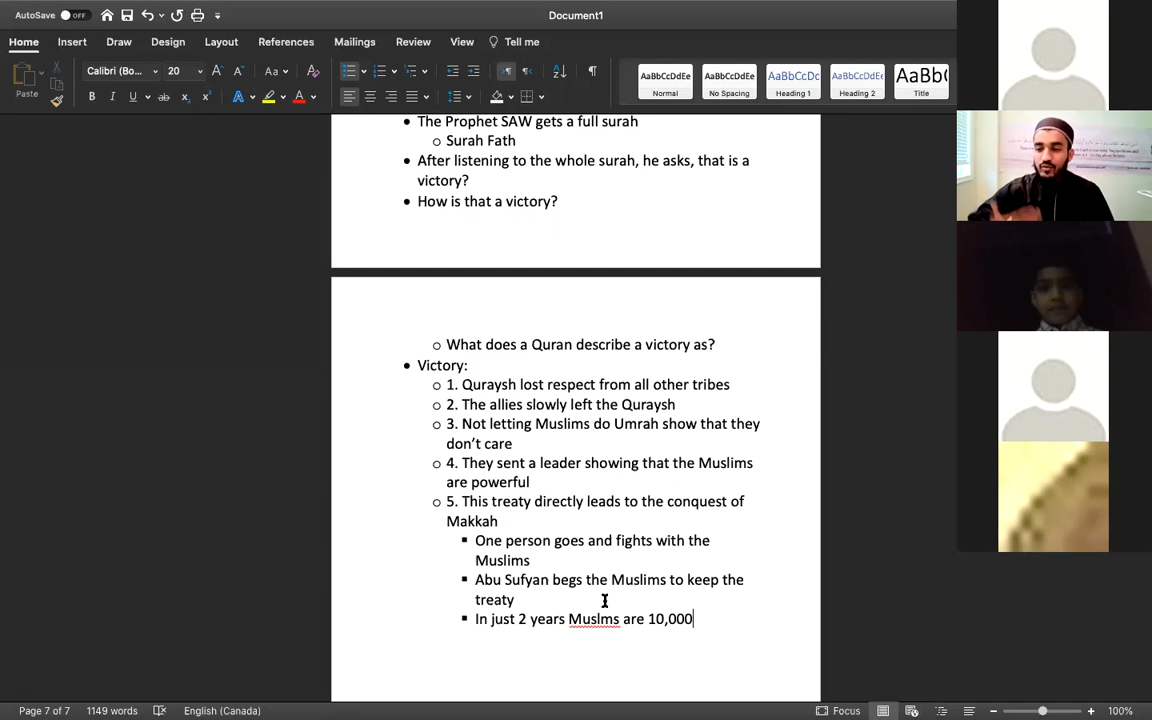 AutoSave OFF
Document1
Home Insert Draw Design Layout References Mailings Review View Tell me
Paste
Calibri (Bo... 20
B I U ab x₂ x² A A
AaBbCcDdEe AaBbCcDdEe AaBbCcDc AaBbCcDdEe AaBb(
Normal No Spacing Heading 1 Heading 2 Title
• The Prophet SAW gets a full surah
o Surah Fath
• After listening to the whole surah, he asks, that is a
victory?
• How is that a victory?
o What does a Quran describe a victory as?
• Victory:
o 1. Quraysh lost respect from all other tribes
o 2. The allies slowly left the Quraysh
o 3. Not letting Muslims do Umrah show that they
don't care
o 4. They sent a leader showing that the Muslims
are powerful
o 5. This treaty directly leads to the conquest of
Makkah
▪ One person goes and fights with the
Muslims
▪ Abu Sufyan begs the Muslims to keep the
treaty
▪ In just 2 years Muslms are 10,000
Page 7 of 7 1149 words English (Canada) Focus 100%